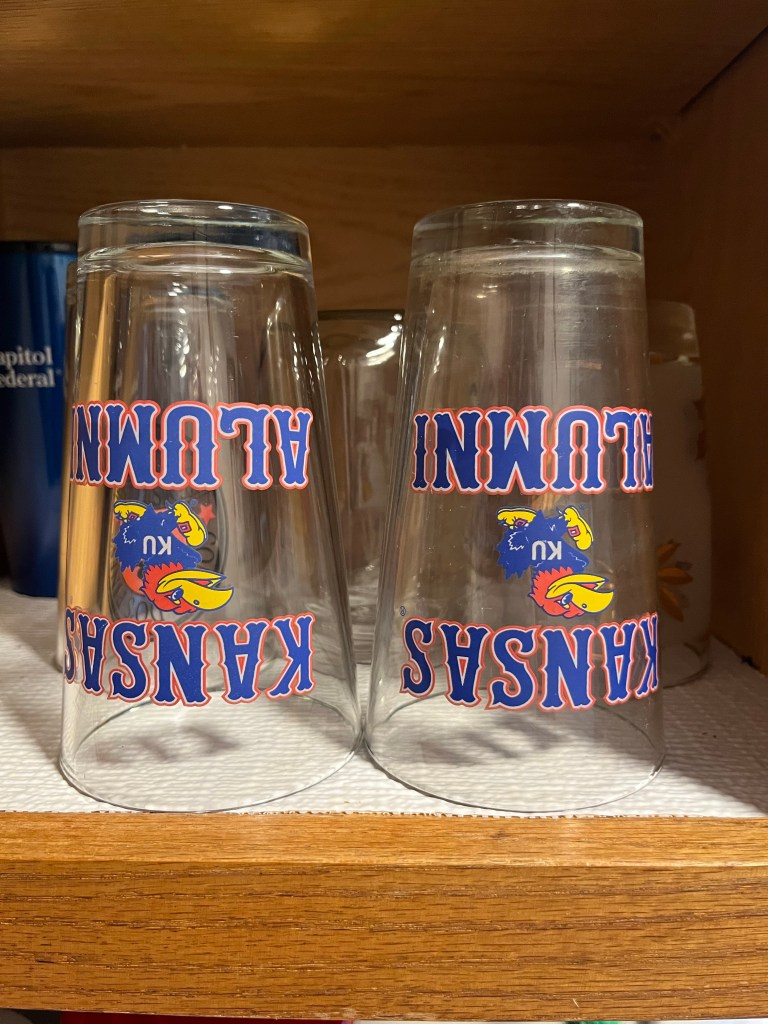 apitol
ederal
KANSAS
KU
ALUMNI
KANSAS
KU
ALUMNI